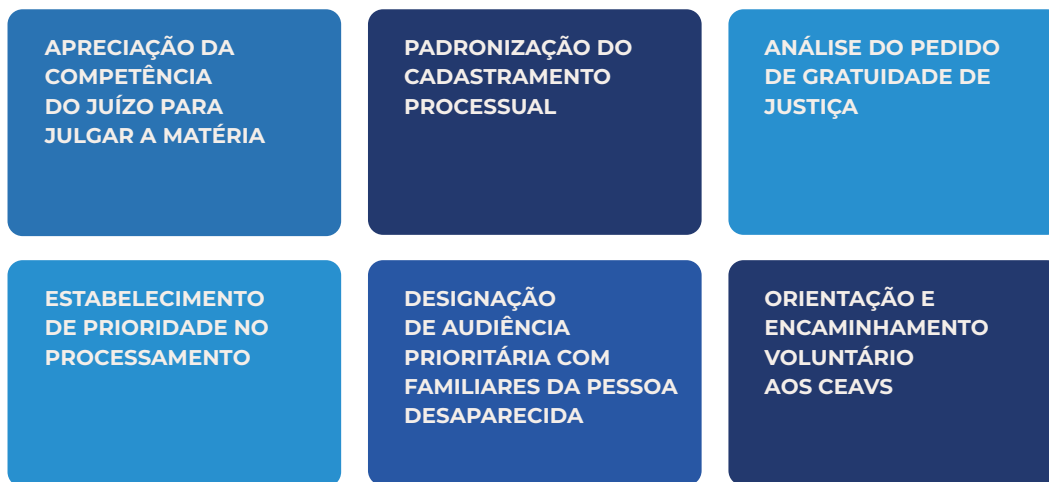 APRECIAÇÃO DA
COMPETÊNCIA
DO JUÍZO PARA
JULGAR A MATÉRIA
PADRONIZAÇÃO DO
CADASTRAMENTO
PROCESSUAL
ANÁLISE DO PEDIDO
DE GRATUIDADE DE
JUSTIÇA
ESTABELECIMENTO
DE PRIORIDADE NO
PROCESSAMENTO
DESIGNAÇÃO
DE AUDIÊNCIA
PRIORITÁRIA COM
FAMILIARES DA PESSOA
DESAPARECIDA
ORIENTAÇÃO E
ENCAMINHAMENTO
VOLUNTÁRIO
AOS CEAVS